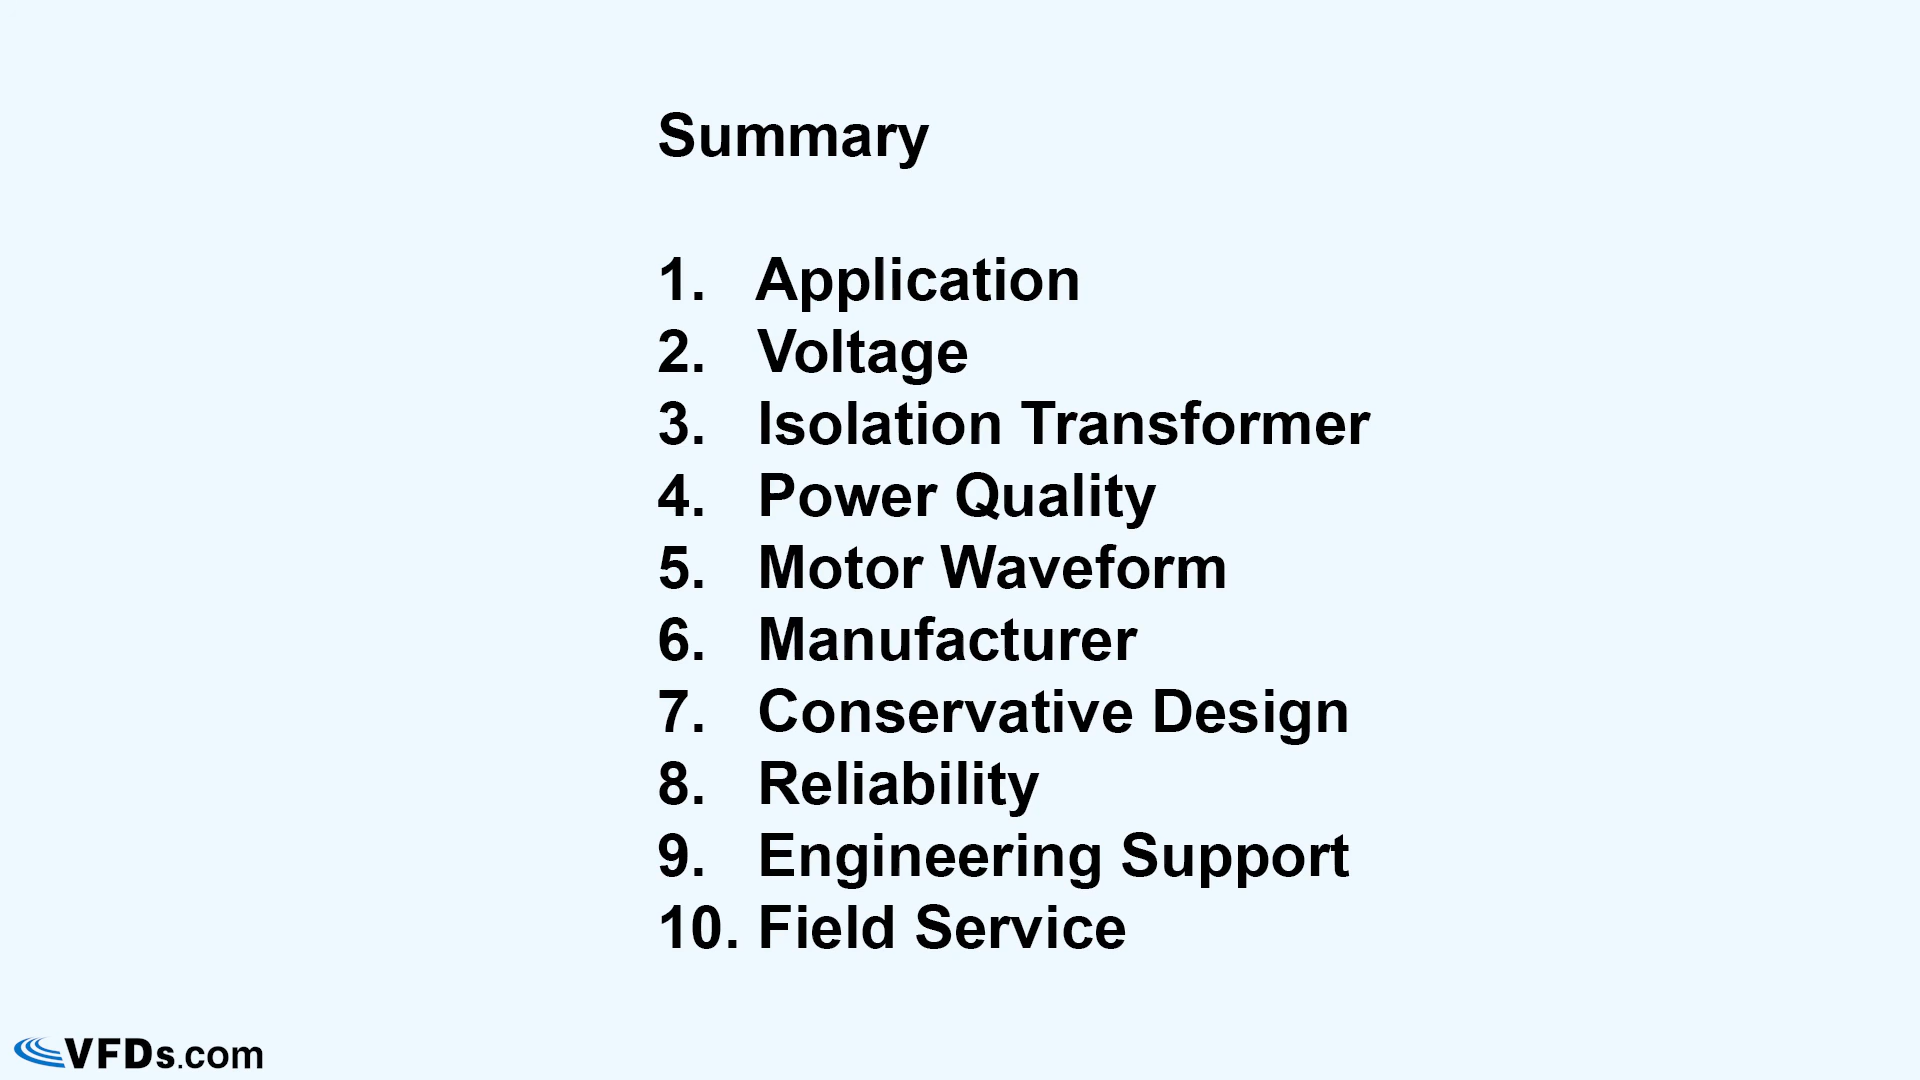 Summary
1. Application
2. Voltage
3. Isolation Transformer
4. Power Quality
5. Motor Waveform
6. Manufacturer
7. Conservative Design
8. Reliability
9. Engineering Support
10. Field Service
VFDs.com